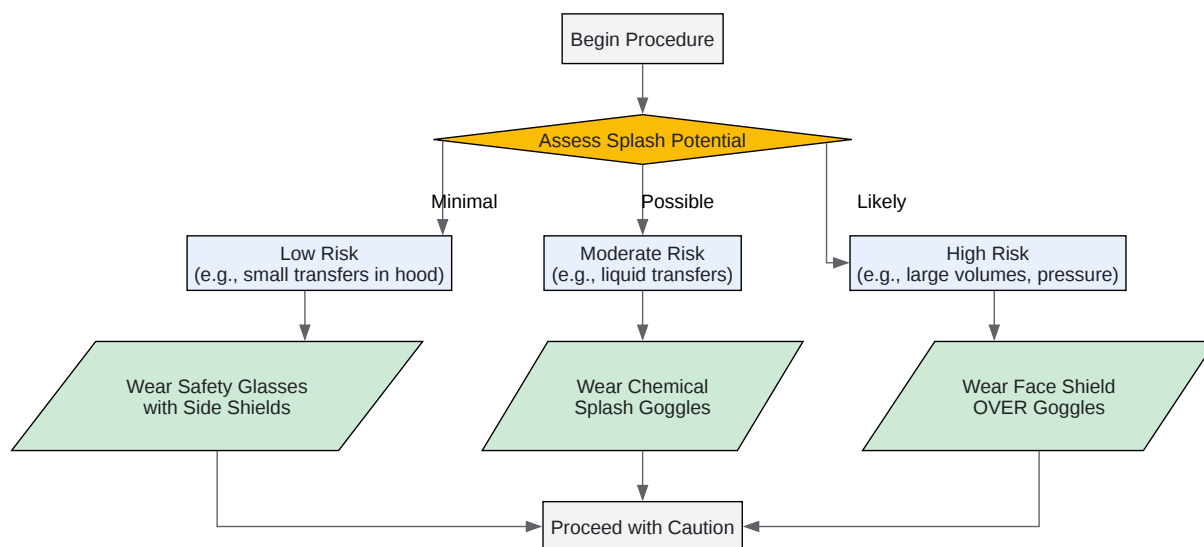 Begin Procedure
Assess Splash Potential
Minimal
Possible
Likely
Low Risk
(e.g., small transfers in hood)
Moderate Risk
(e.g., liquid transfers)
High Risk
(e.g., large volumes, pressure)
Wear Safety Glasses
with Side Shields
Wear Chemical
Splash Goggles
Wear Face Shield
OVER Goggles
Proceed with Caution